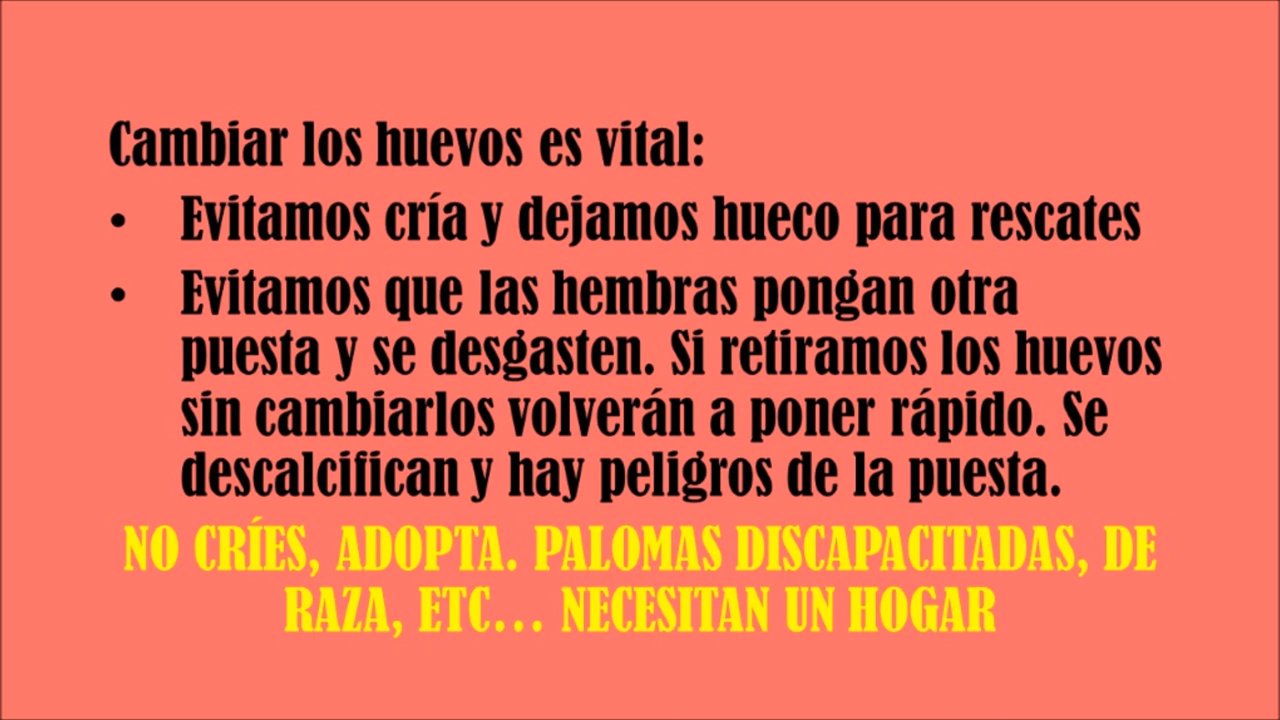 Cambiar los huevos es vital:
• Evitamos cría y dejamos hueco para rescates
• Evitamos que las hembras pongan otra
puesta y se desgasten. Si retiramos los huevos
sin cambiarlos volverán a poner rápido. Se
descalcifican y hay peligros de la puesta.
NO CRÍES, ADOPTA. PALOMAS DISCAPACITADAS, DE
RAZA, ETC... NECESITAN UN HOGAR